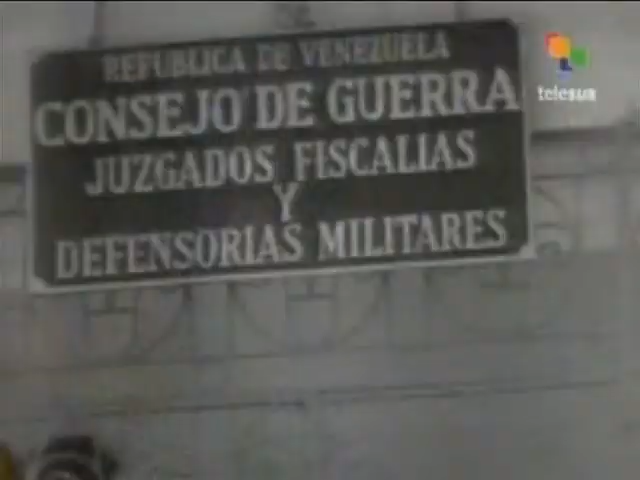 REPUBLICA DE VENEZUELA
CONSEJO DE GUERRA
JUZGADOS FISCALIAS
Y
DEFENSORIAS MILITARES
teleSUR